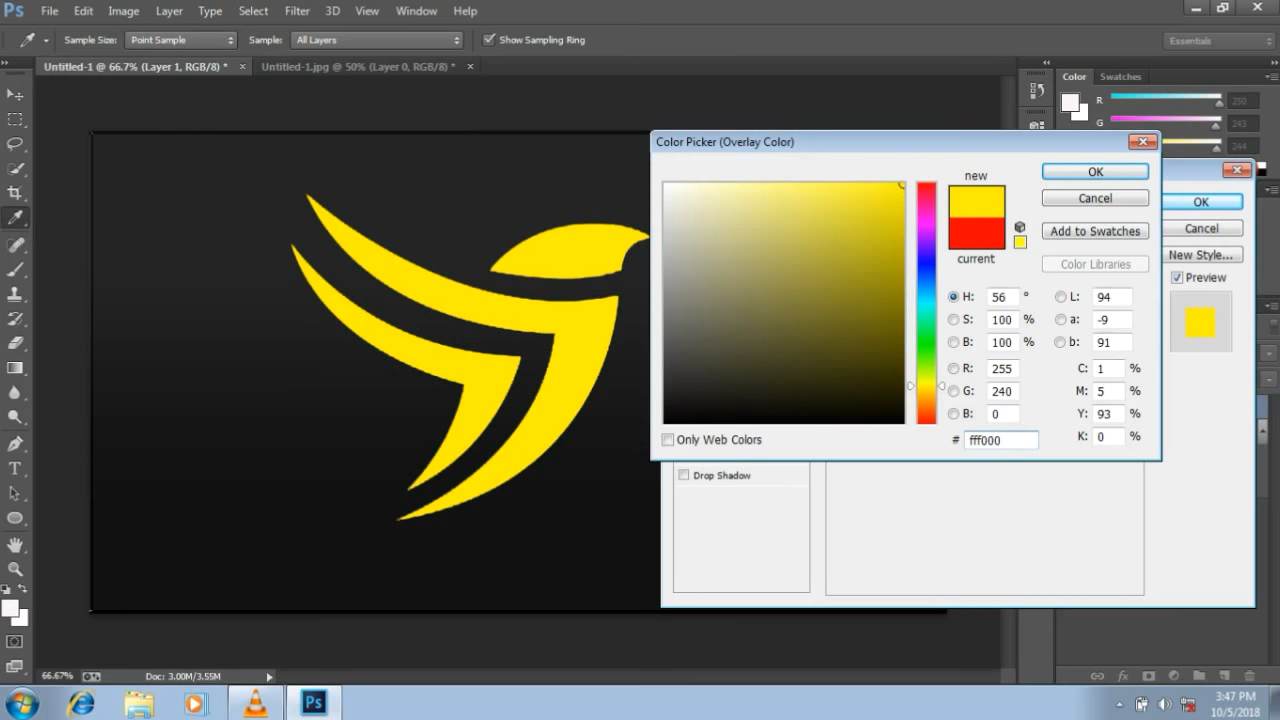 Ps File Edit Image Layer Type Select Filter 3D View Window Help
Sample Size: Point Sample Sample: All Layers Show Sampling Ring Essentials
Untitled-1 @ 66.7% (Layer 1, RGB/8) * × Untitled-1.jpg @ 50% (Layer 0, RGB/8) * ×
Color Swatches
R 250
G 243
244
Color Picker (Overlay Color)
new
current
OK
Cancel
Add to Swatches
Color Libraries
H: 56 °
S: 100 %
B: 100 %
R: 255
G: 240
B: 0
# fff000
L: 94
a: -9
b: 91
C: 1 %
M: 5 %
Y: 93 %
K: 0 %
Only Web Colors
OK
Cancel
New Style...
Preview
Drop Shadow
T
fx
66.67% Doc: 3.00M/3.55M
Ps
3:47 PM
10/5/2018